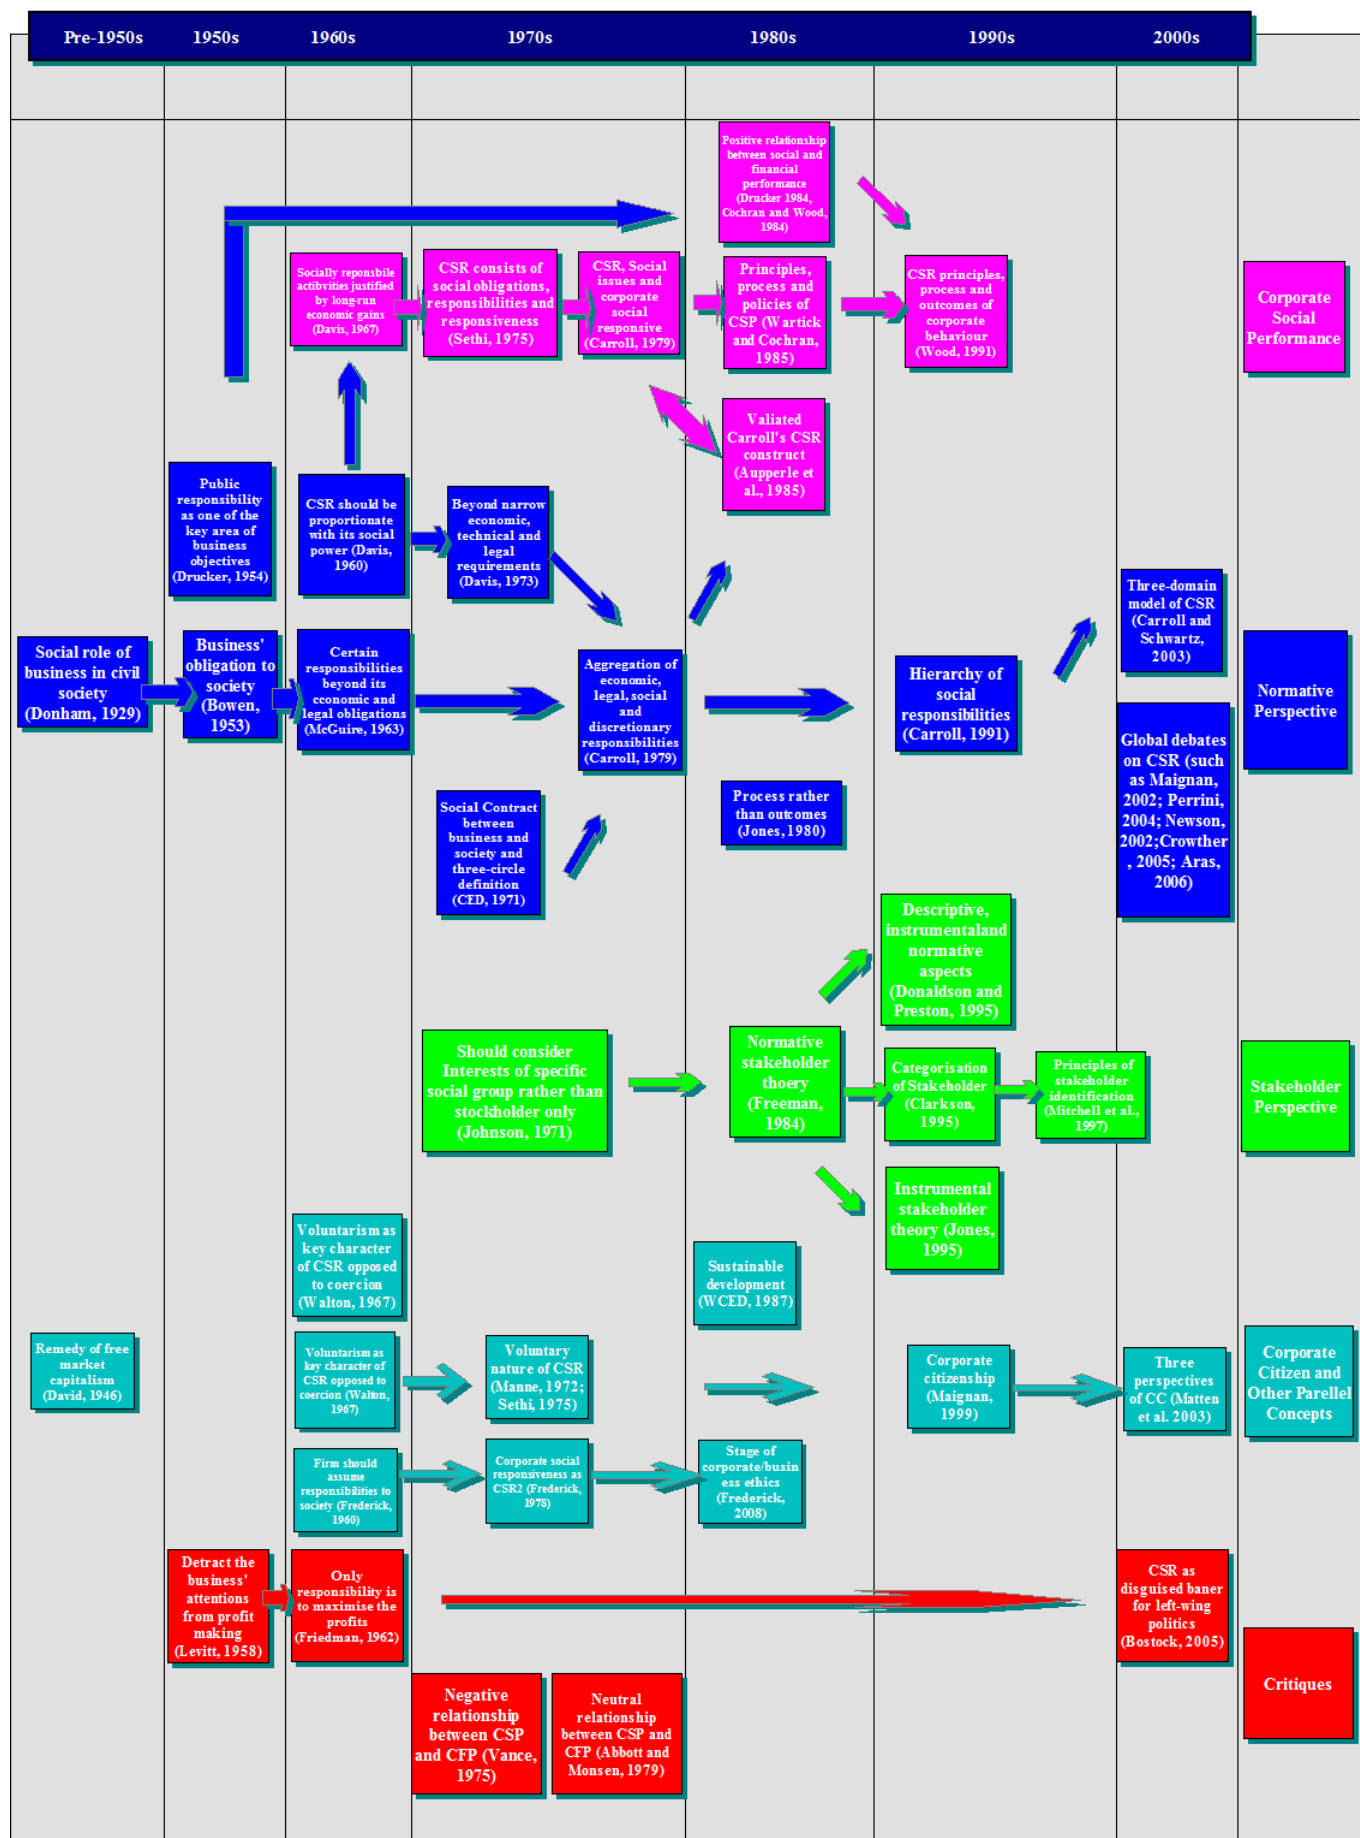 Pre-1950s
1950s
1960s
1970s
1980s
1990s
2000s
Positive relationship
between social and
financial
performance
(Drucker 1984,
Cochran and Wood,
1984)
Socially reponsbile
actibvities justified
by long-run
economic gains
(Davis, 1967)
CSR consists of
social obligations,
responsibilities and
responsiveness
(Sethi, 1975)
CSR, Social
issues and
corporate
social
responsive
(Carroll, 1979)
Principles,
process and
policies of
CSP (Wartick
and Cochran,
1985)
CSR principles,
process and
outcomes of
corporate
behaviour
(Wood, 1991)
Corporate
Social
Performance
Valiated
Carroll's CSR
construct
(Aupperle et
al., 1985)
Public
responsibility
as one of the
key area of
business
objectives
(Drucker, 1954)
CSR should be
proportionate
with its social
power (Davis,
1960)
Beyond narrow
economic,
technical and
legal
requirements
(Davis, 1973)
Three-domain
model of CSR
(Carroll and
Schwartz,
2003)
Social role of
business in civil
society
(Donham, 1929)
Business'
obligation to
society
(Bowen,
1953)
Certain
responsibilities
beyond its
economic and
legal obligations
(McGuire, 1963)
Aggregation of
economic,
legal, social
and
discretionary
responsibilities
(Carroll, 1979)
Hierarchy of
social
responsibilities
(Carroll, 1991)
Normative
Perspective
Global debates
on CSR (such
as Maignan,
2002; Perrini,
2004; Newson,
2002;Crowther
, 2005; Aras,
2006)
Social Contract
between
business and
society and
three-circle
definition
(CED, 1971)
Process rather
than outcomes
(Jones, 1980)
Descriptive,
instrumentaland
normative
aspects
(Donaldson and
Preston, 1995)
Should consider
Interests of specific
social group rather than
stockholder only
(Johnson, 1971)
Normative
stakeholder
thoery
(Freeman,
1984)
Categorisation
of Stakeholder
(Clarkson,
1995)
Principles of
stakeholder
identification
(Mitchell et al.,
1997)
Stakeholder
Perspective
Instrumental
stakeholder
theory (Jones,
1995)
Voluntarism as
key character
of CSR opposed
to coercion
(Walton, 1967)
Sustainable
development
(WCED, 1987)
Remedy of free
market
capitalism
(David, 1946)
Voluntarism as
key character of
CSR opposed to
coercion (Walton,
1967)
Voluntary
nature of CSR
(Manne, 1972;
Sethi, 1975)
Corporate
citizenship
(Maignan,
1999)
Three
perspectives
of CC (Matten
et al. 2003)
Corporate
Citizen and
Other Parellel
Concepts
Firm should
assume
responsibilities to
society (Frederick,
1960)
Corporate social
responsiveness as
CSR2 (Frederick,
1978)
Stage of
corporate/busin
ess ethics
(Frederick,
2008)
Detract the
business'
attentions
from profit
making
(Levitt, 1958)
Only
responsibility is
to maximise the
profits
(Friedman, 1962)
CSR as
disguised baner
for left-wing
politics
(Bostock, 2005)
Critiques
Negative
relationship
between CSP
and CFP (Vance,
1975)
Neutral
relationship
between CSP and
CFP (Abbott and
Monsen, 1979)